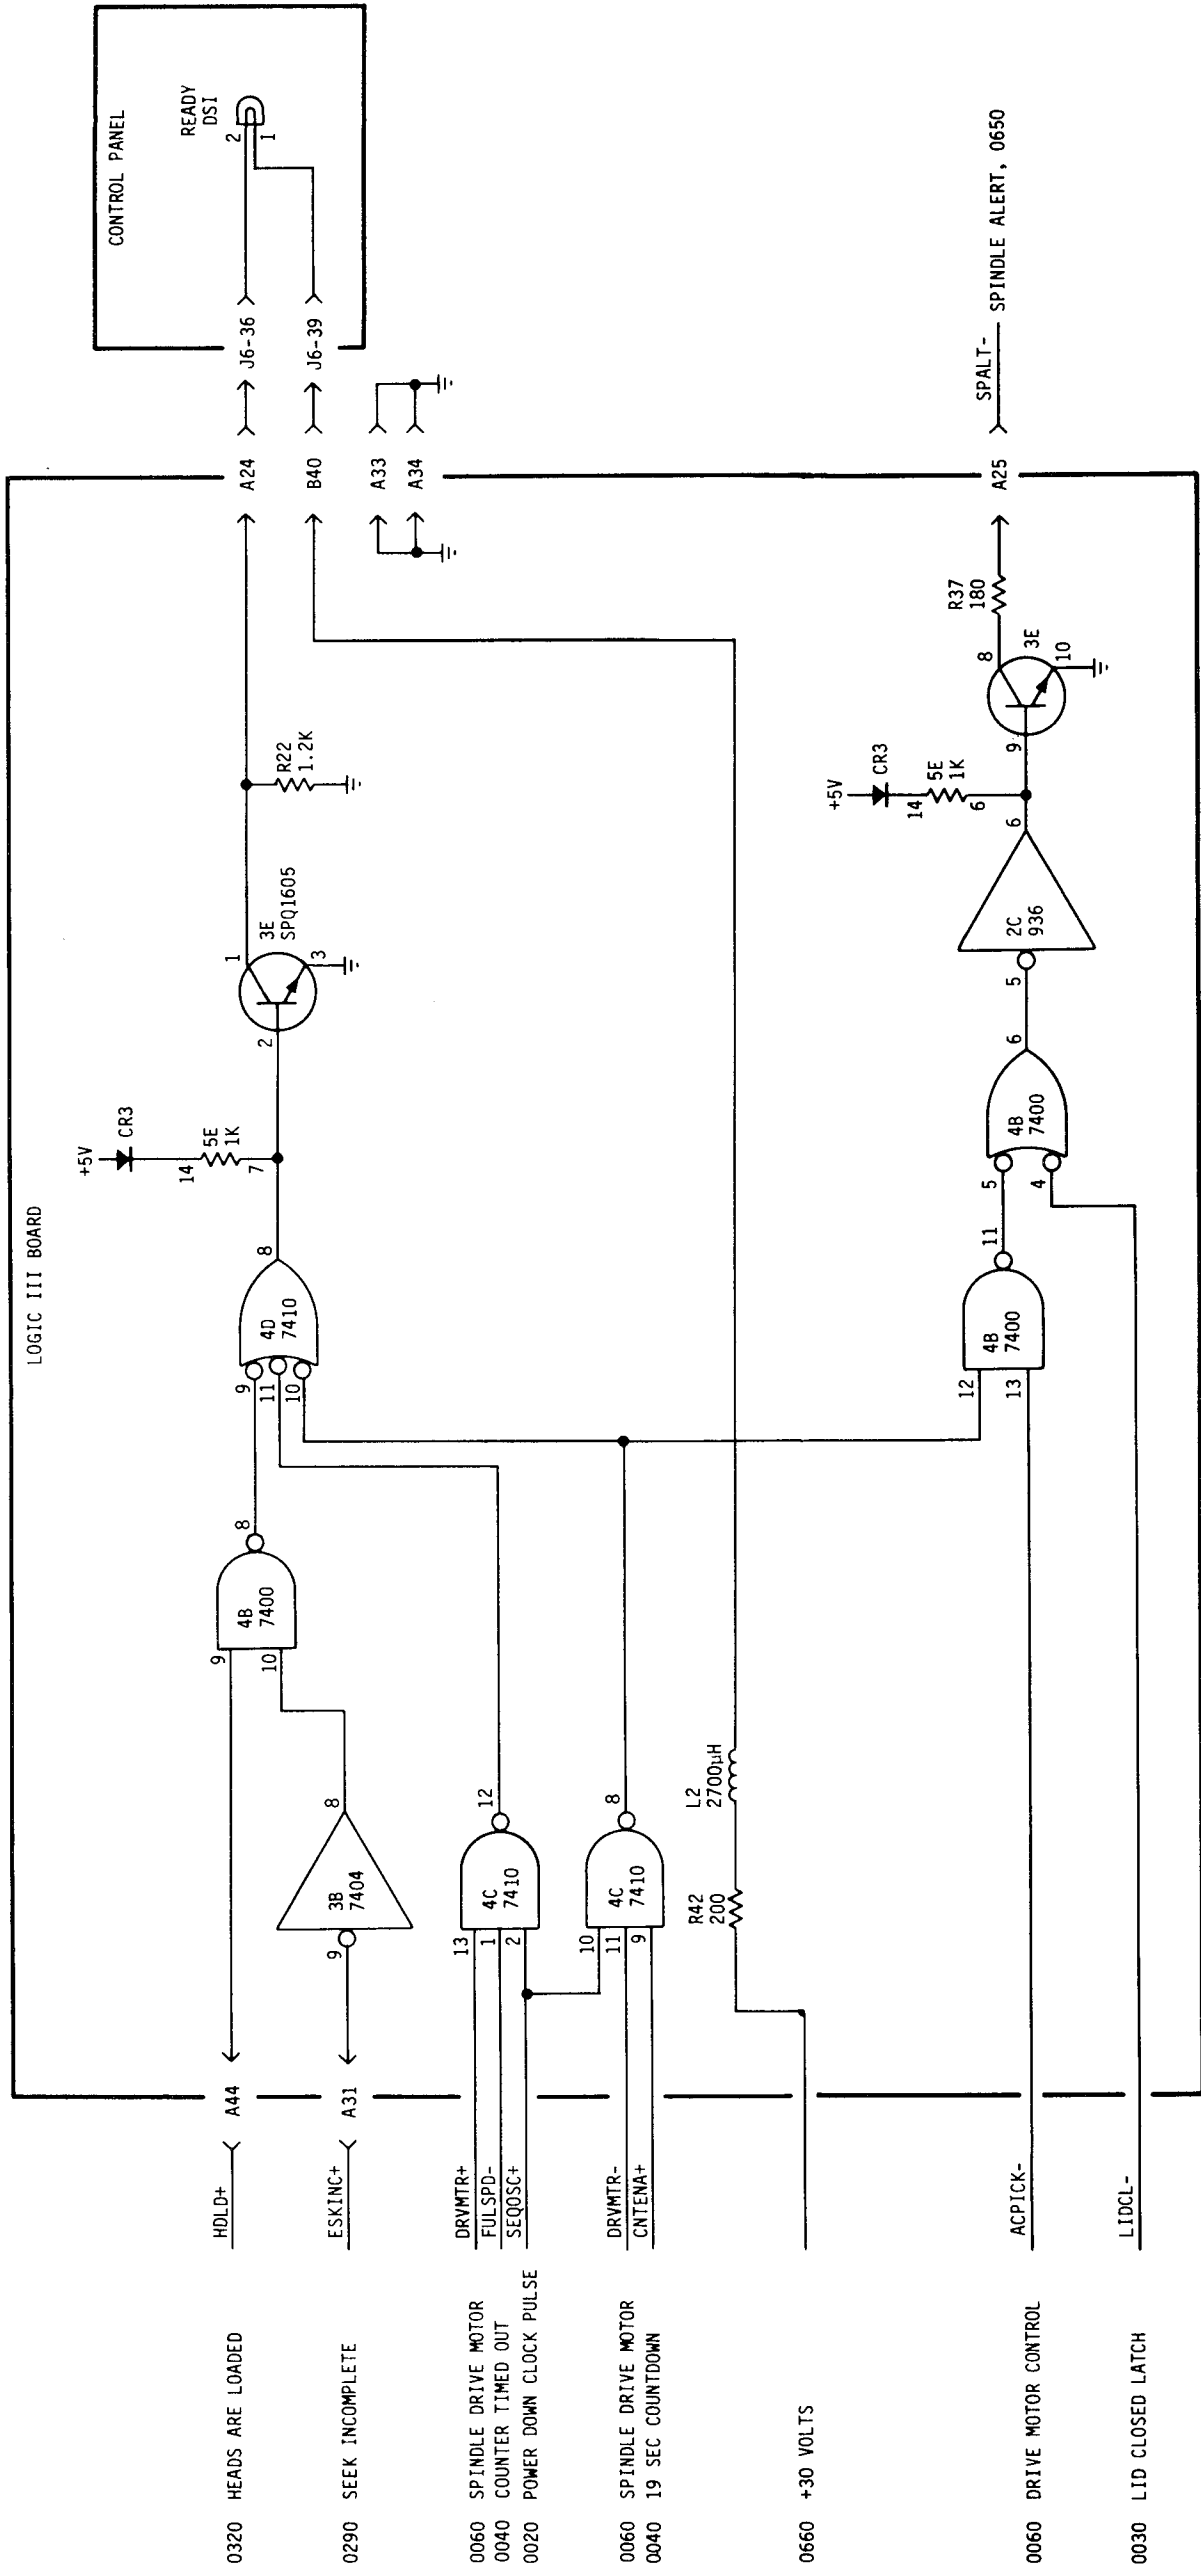 LOGIC III BOARD
CONTROL PANEL
READY
DSI
2
1
J6-36
J6-39
A24
B40
A33
A34
+5V
CR3
14
5E
1K
7
3E
SPQ1605
1
2
3
R22
1.2K
4D
7410
9
11
10
8
4B
7400
9
10
8
3B
7404
9
8
A44
A31
HDLD+
ESKINC+
0320 HEADS ARE LOADED
0290 SEEK INCOMPLETE
4C
7410
13
1
2
12
DRVMTR+
FULSPD-
SEQOSC+
0060 SPINDLE DRIVE MOTOR
0040 COUNTER TIMED OUT
0020 POWER DOWN CLOCK PULSE
4C
7410
10
11
9
8
DRVMTR-
CNTENA+
0060 SPINDLE DRIVE MOTOR
0040 19 SEC COUNTDOWN
R42
200
L2
2700µH
0660 +30 VOLTS
4B
7400
12
13
11
4B
7400
5
4
6
2C
936
5
6
+5V
CR3
14
5E
1K
6
3E
8
9
10
R37
180
A25
SPALT-
SPINDLE ALERT, 0650
ACPICK-
0060 DRIVE MOTOR CONTROL
LIDCL-
0030 LID CLOSED LATCH